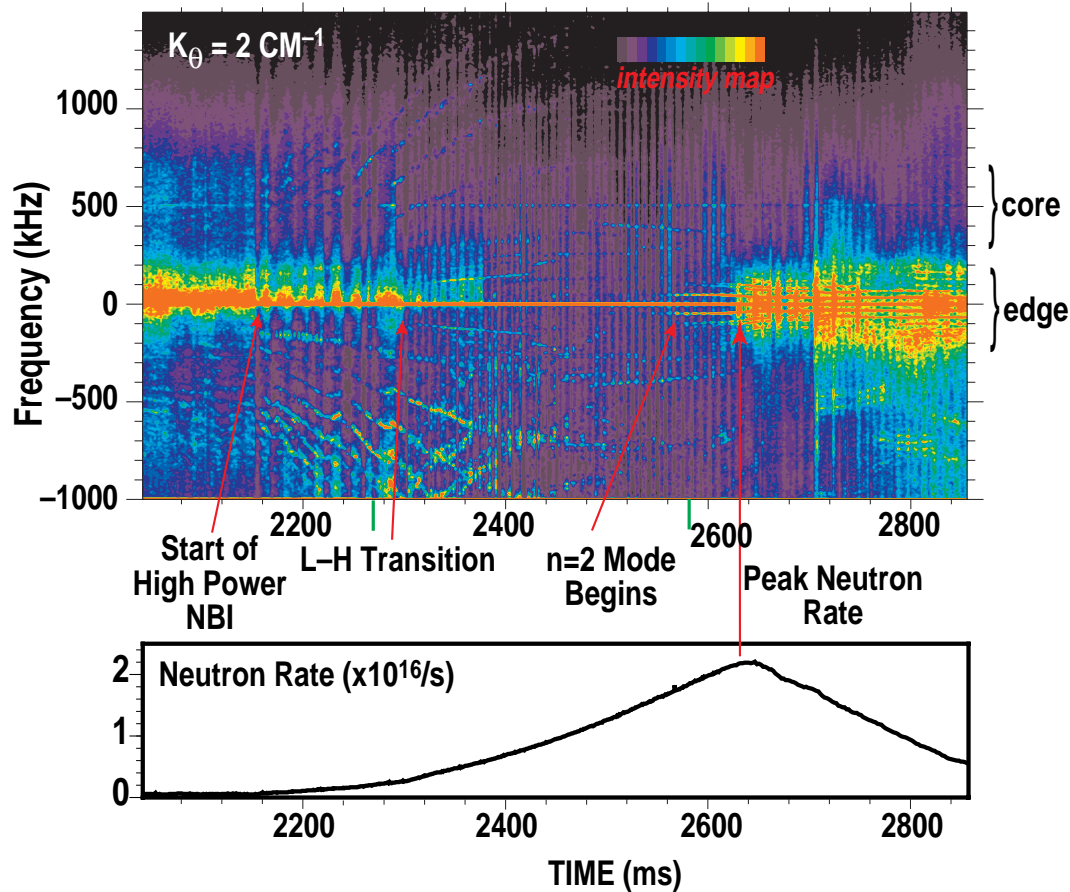 K_θ = 2 CM⁻¹
intensity map
1000
500
0
−500
−1000
Frequency (kHz)
core
edge
2200
2400
2600
2800
Start of
High Power
NBI
L–H Transition
n=2 Mode
Begins
Peak Neutron
Rate
Neutron Rate (x10¹⁶/s)
2
1
0
2200
2400
2600
2800
TIME (ms)